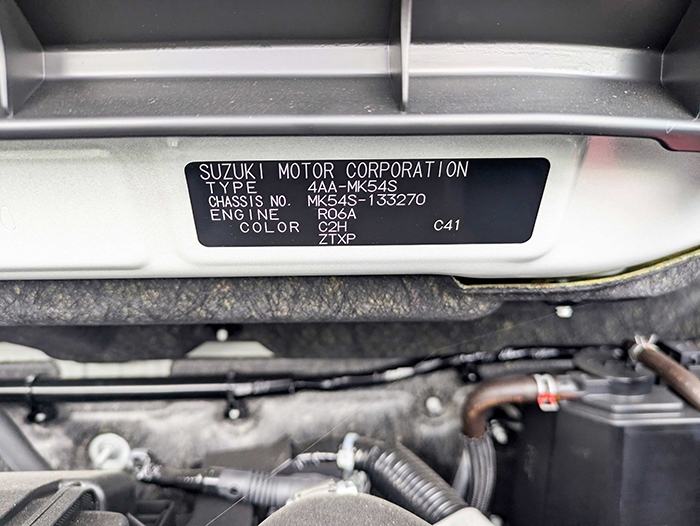 SUZUKI MOTOR CORPORATION
TYPE 4AA-MK54S
CHASSIS NO. MK54S-133270
ENGINE R06A
COLOR C2H C41
ZTXP